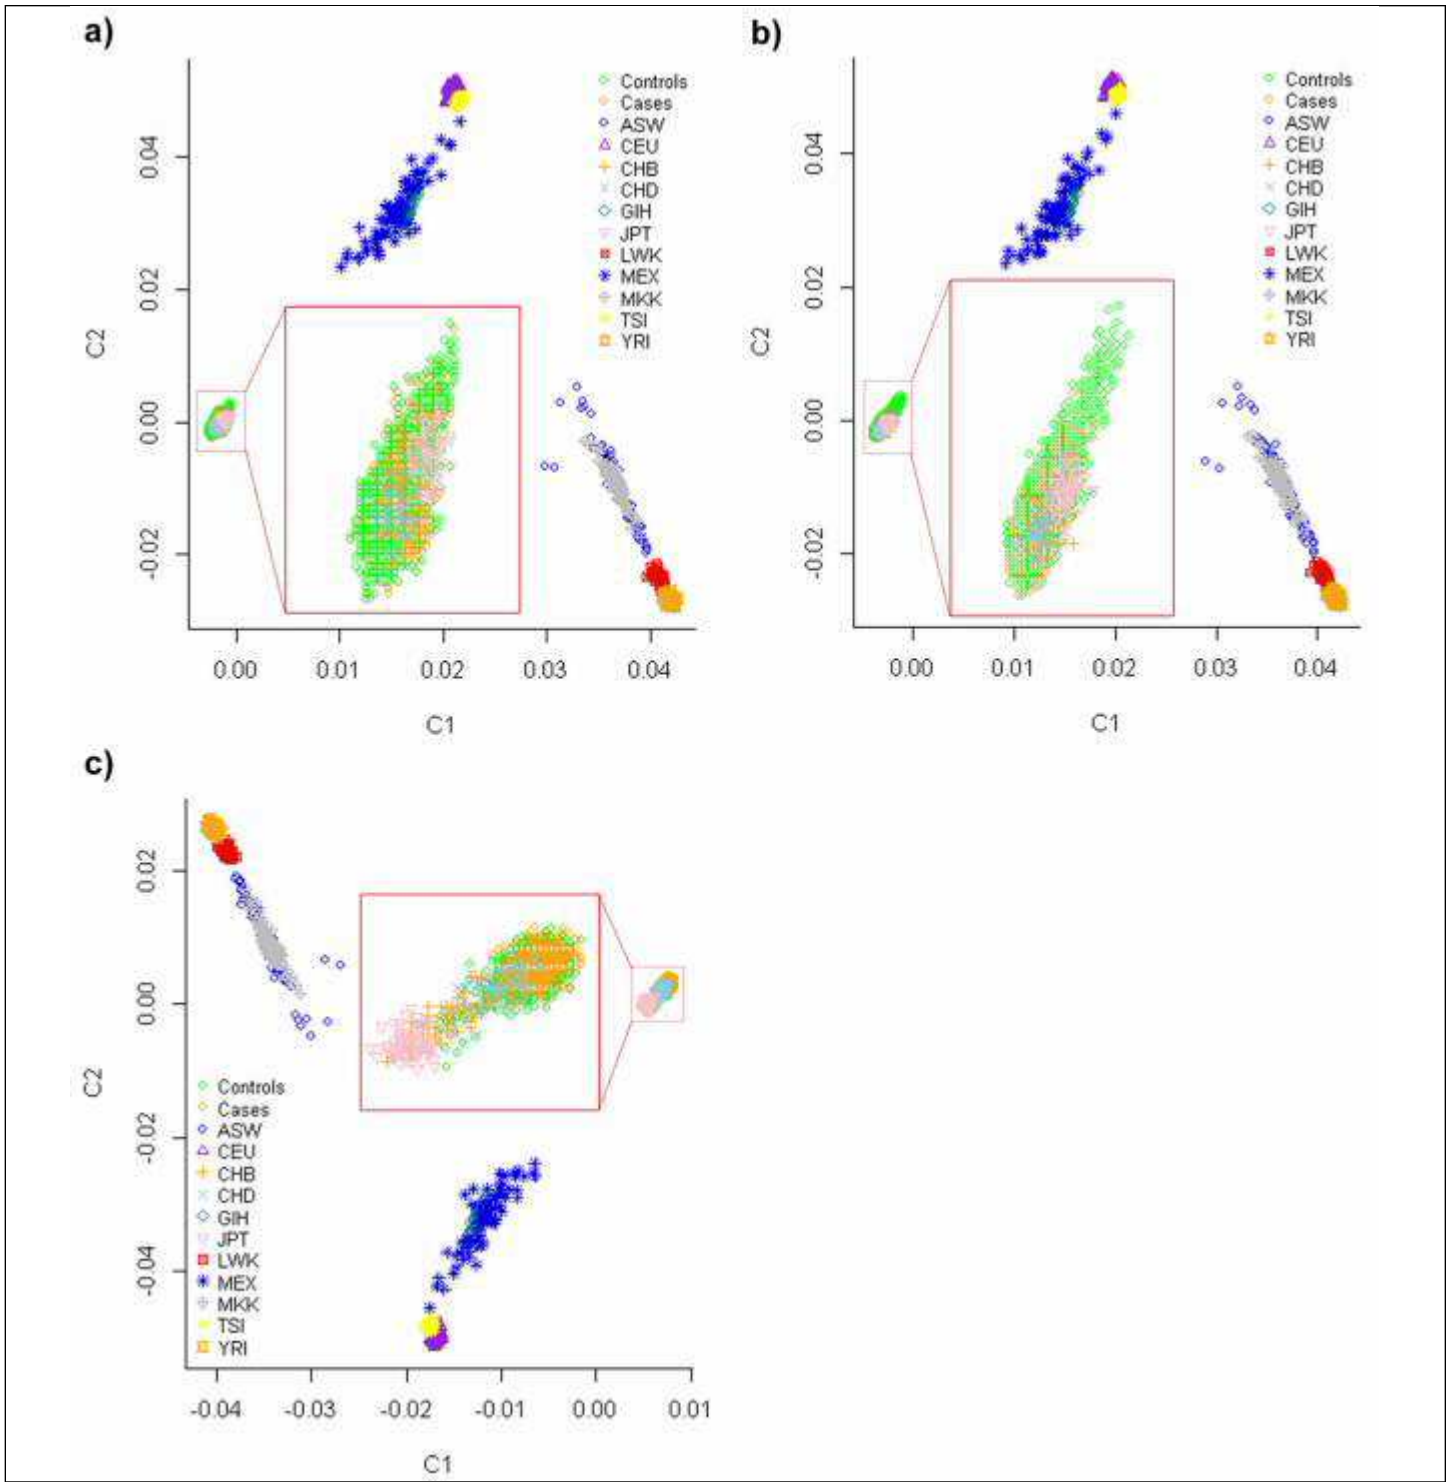 a)
Controls
Cases
ASW
CEU
CHB
CHD
GIH
JPT
LWK
MEX
MKK
TSI
YRI
0.04
0.02
0.00
-0.02
C2
0.00 0.01 0.02 0.03 0.04
C1
b)
Controls
Cases
ASW
CEU
CHB
CHD
GIH
JPT
LWK
MEX
MKK
TSI
YRI
0.04
0.02
0.00
-0.02
C2
0.00 0.01 0.02 0.03 0.04
C1
c)
0.02
0.00
-0.02
-0.04
C2
Controls
Cases
ASW
CEU
CHB
CHD
GIH
JPT
LWK
MEX
MKK
TSI
YRI
-0.04 -0.03 -0.02 -0.01 0.00 0.01
C1